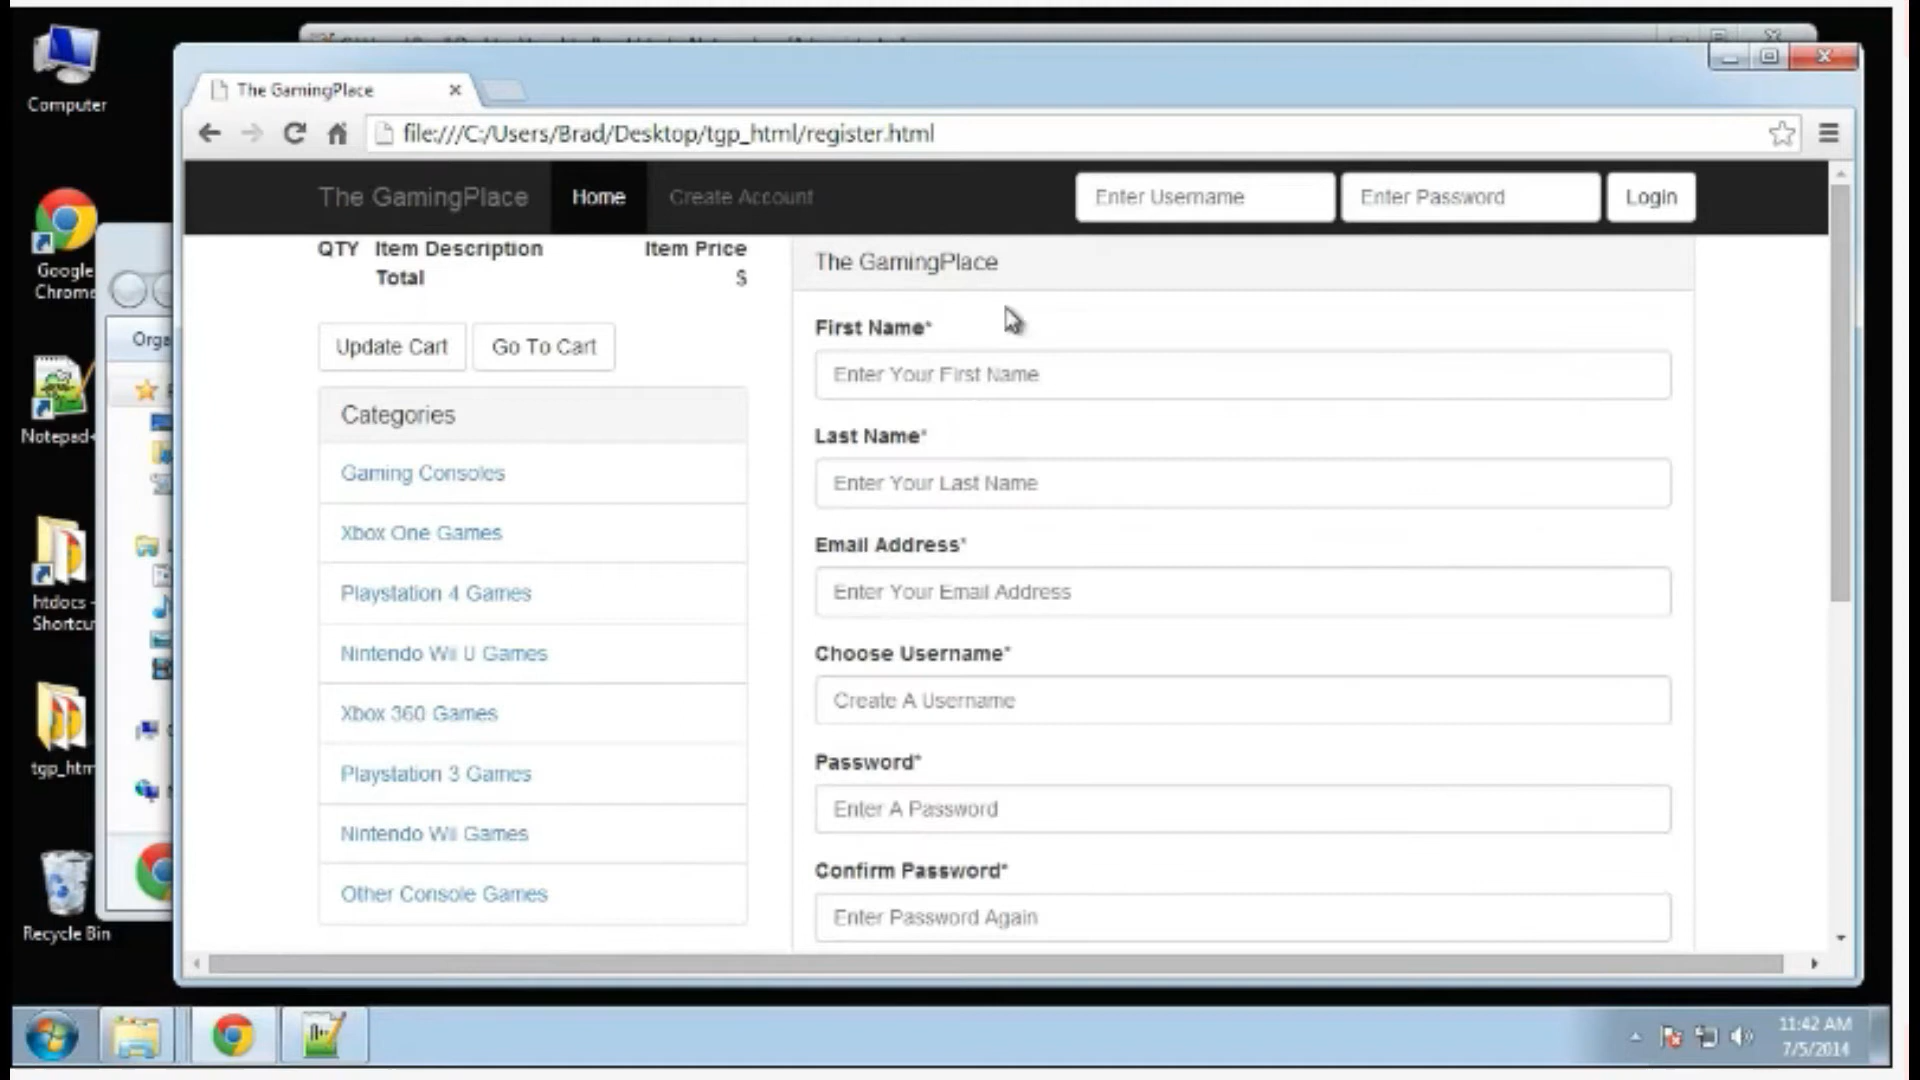 Computer
The GamingPlace
file:///C:/Users/Brad/Desktop/tgp_html/register.html
The GamingPlace
Home
Create Account
Enter Username
Enter Password
Login
QTY Item Description Item Price
Total $
Update Cart
Go To Cart
Categories
Gaming Consoles
Xbox One Games
Playstation 4 Games
Nintendo Wii U Games
Xbox 360 Games
Playstation 3 Games
Nintendo Wii Games
Other Console Games
The GamingPlace
First Name*
Enter Your First Name
Last Name*
Enter Your Last Name
Email Address*
Enter Your Email Address
Choose Username*
Create A Username
Password*
Enter A Password
Confirm Password*
Enter Password Again
Google
Chrome
Orga
Notepad+
htdocs -
Shortcu
tgp_htm
Recycle Bin
11:42 AM
7/5/2014